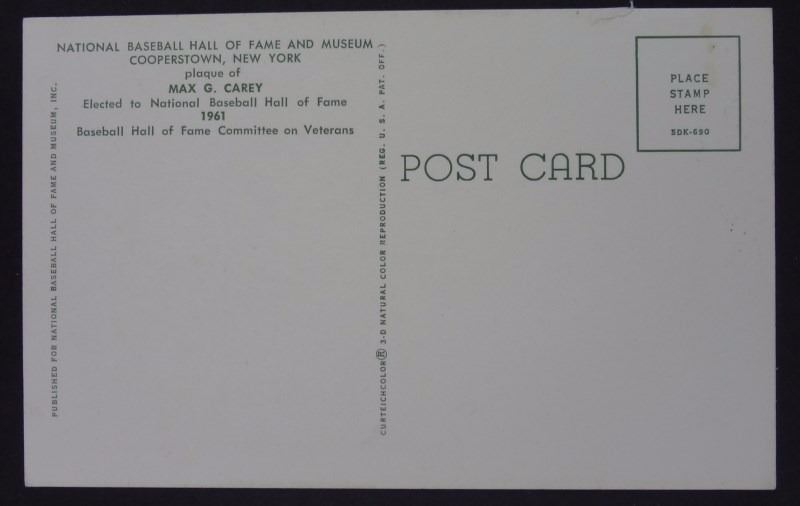 NATIONAL BASEBALL HALL OF FAME AND MUSEUM
COOPERSTOWN, NEW YORK
plaque of
MAX G. CAREY
Elected to National Baseball Hall of Fame
1961
Baseball Hall of Fame Committee on Veterans
PUBLISHED FOR NATIONAL BASEBALL HALL OF FAME AND MUSEUM, INC.
CURTEICHCOLOR® 3-D NATURAL COLOR REPRODUCTION (REG. U. S. A. PAT. OFF.)
POST CARD
PLACE
STAMP
HERE
5DK-690